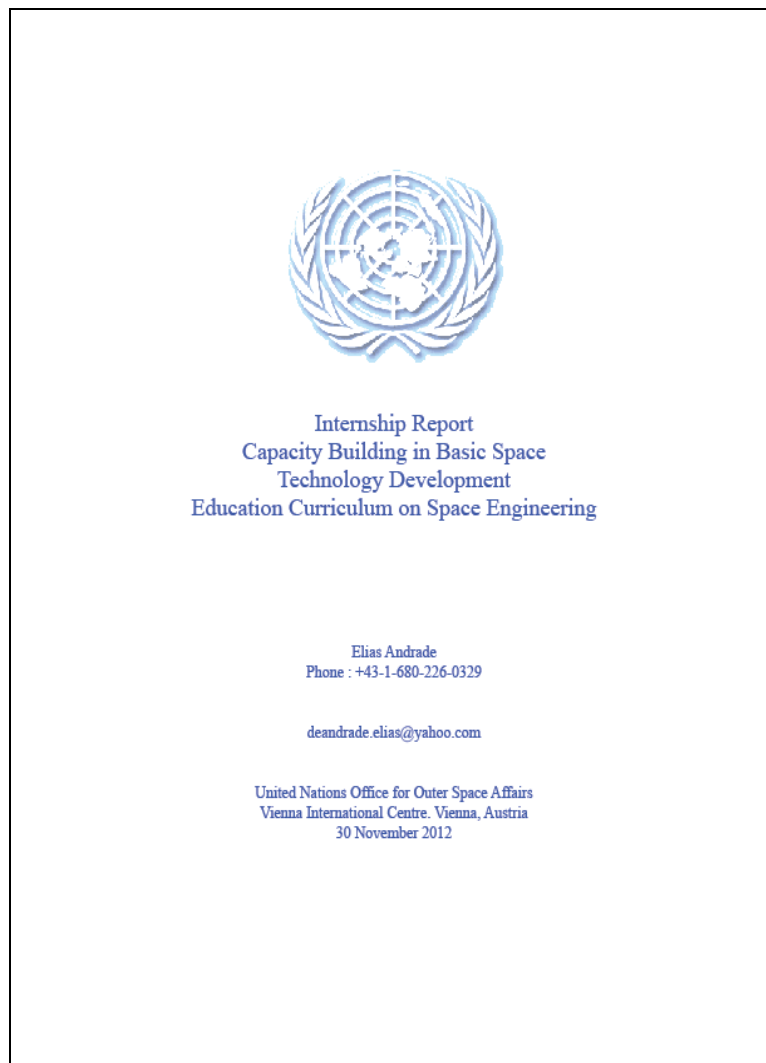 Internship Report
Capacity Building in Basic Space
Technology Development
Education Curriculum on Space Engineering
Elias Andrade
Phone : +43-1-680-226-0329
deandrade.elias@yahoo.com
United Nations Office for Outer Space Affairs
Vienna International Centre. Vienna, Austria
30 November 2012